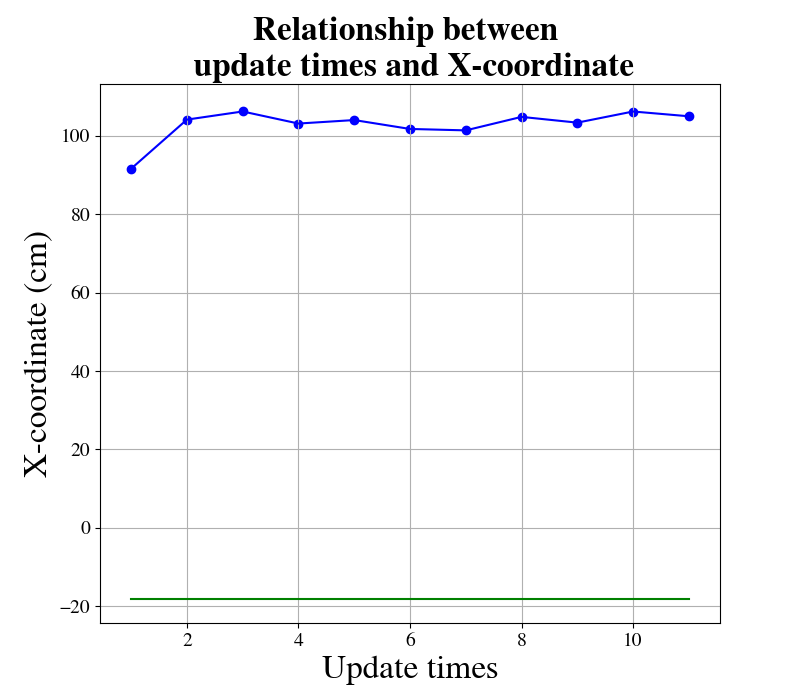 Relationship between
update times and X-coordinate
X-coordinate (cm)
100
80
60
40
20
0
−20
2 4 6 8 10
Update times